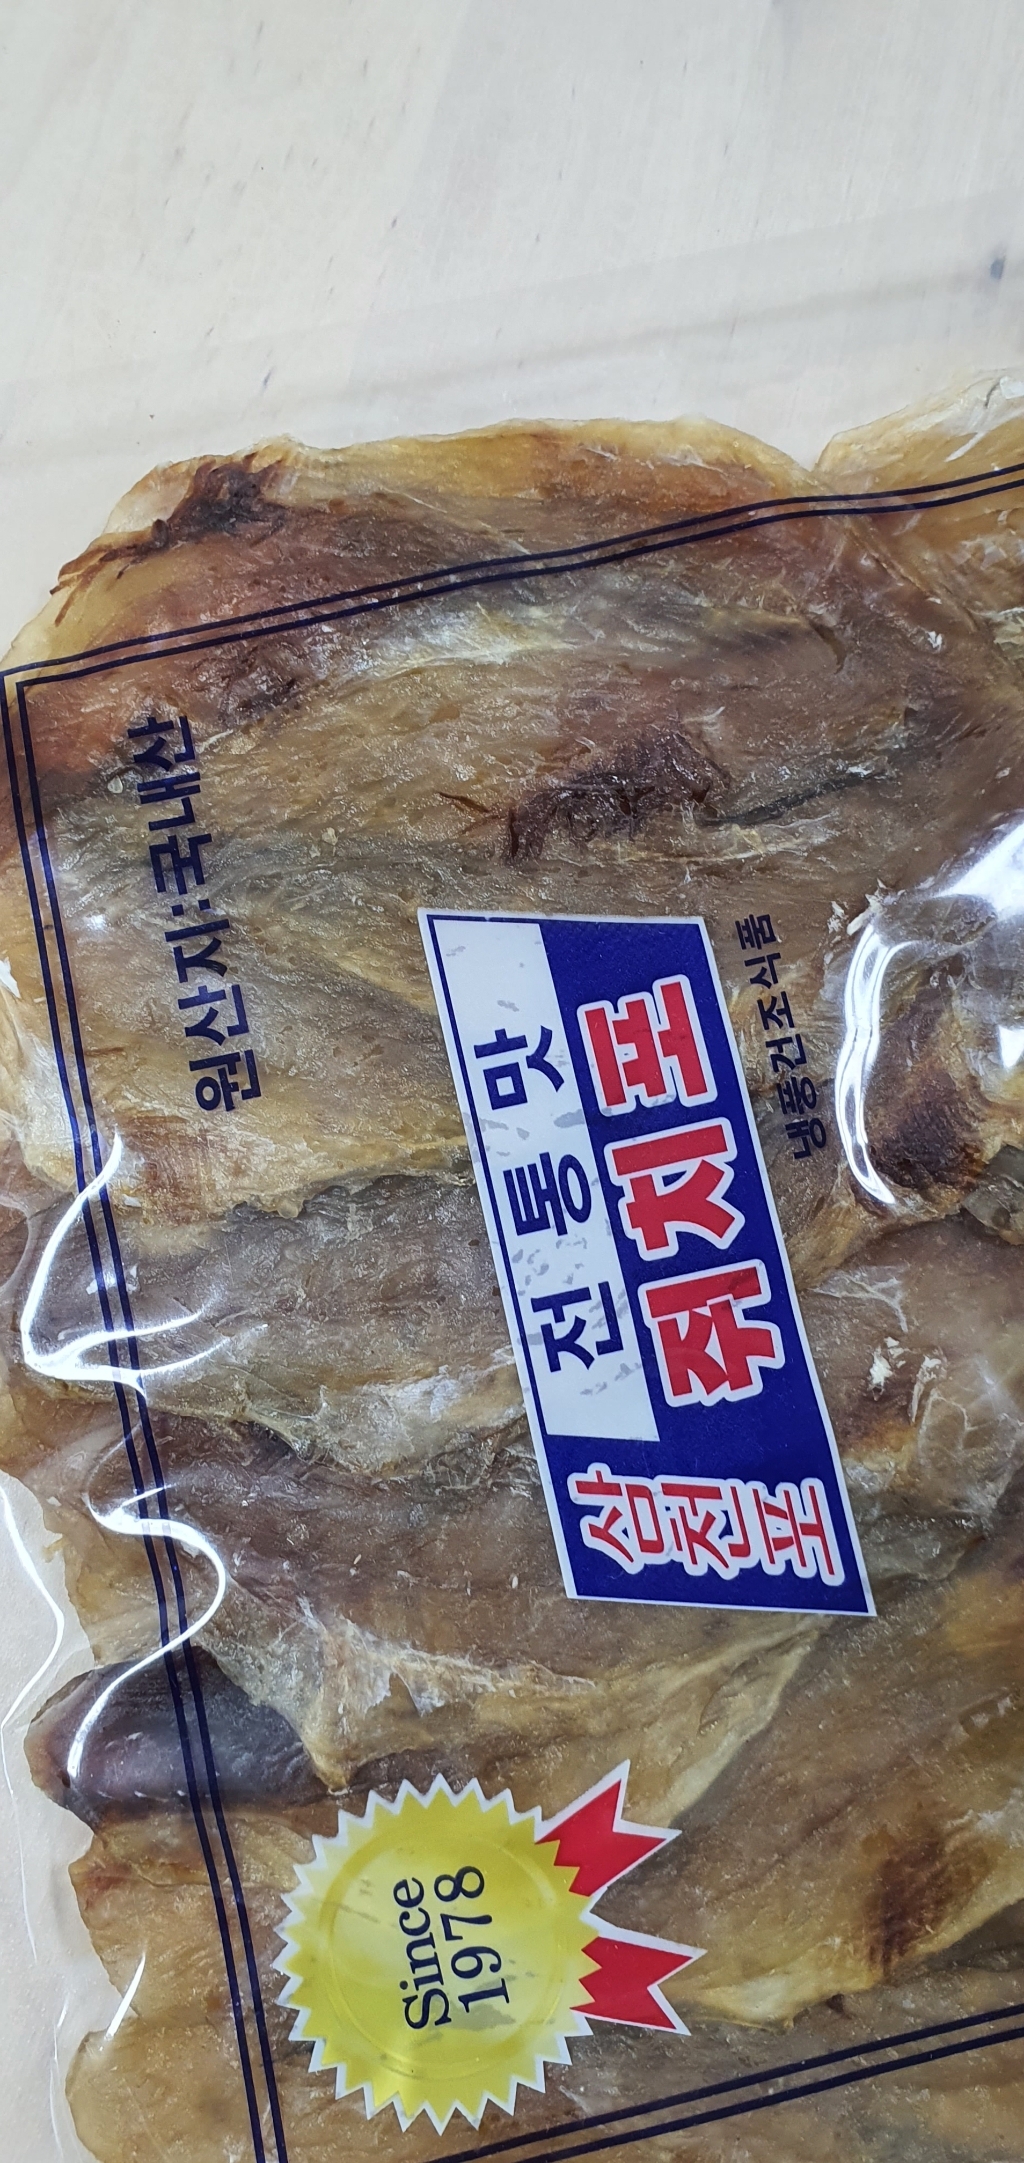 원산지:국내산
전통맛
삼천포
쥐치포
냉풍건조식품
Since
1978